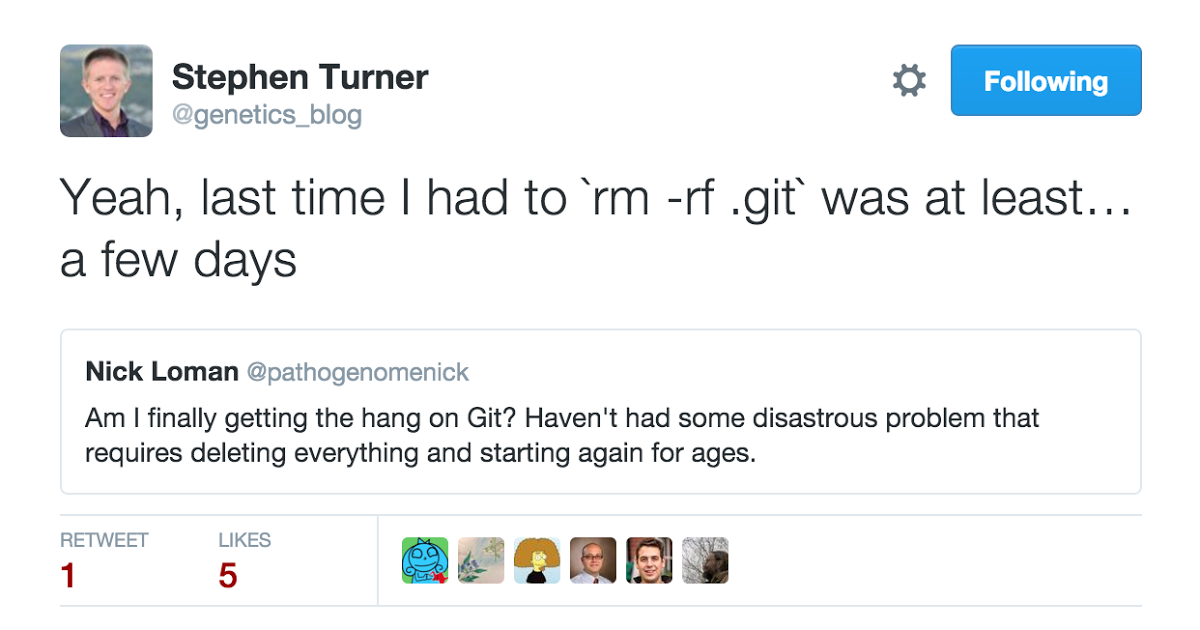 Stephen Turner
@genetics_blog
Following
Yeah, last time I had to `rm -rf .git` was at least…
a few days
Nick Loman @pathogenomenick
Am I finally getting the hang on Git? Haven't had some disastrous problem that
requires deleting everything and starting again for ages.
RETWEET LIKES
1 5